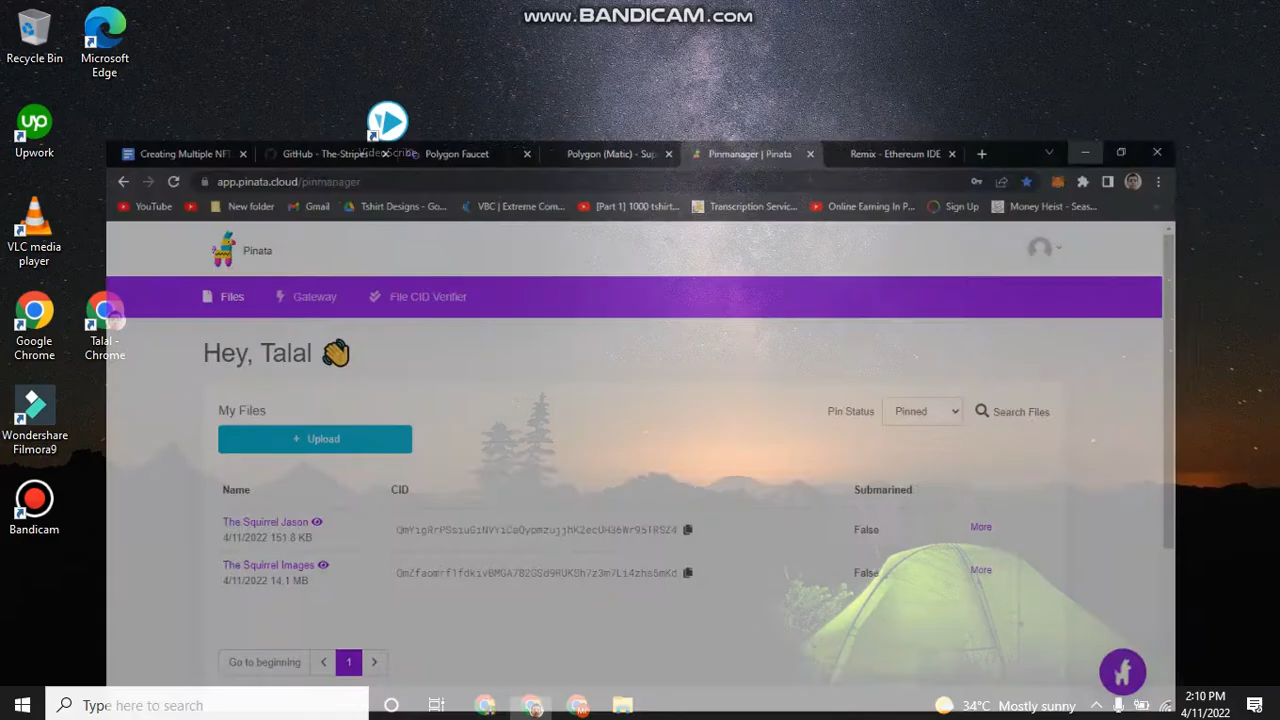 www.BANDICAM.com
Recycle Bin
Microsoft
Edge
Upwork
VLC media
player
Google
Chrome
Talal -
Chrome
Wondershare
Filmora9
Bandicam
Creating Multiple NF
GitHub - The-Stripe
Polygon Faucet
Polygon (Matic) - Sup
Pinmanager | Pinata
Remix - Ethereum IDE
app.pinata.cloud/pinmanager
YouTube
New folder
Gmail
Tshirt Designs - Go...
VBC | Extreme Com...
[Part 1] 1000 tshirt...
Transcription Servic...
Online Earning In P...
Sign Up
Money Heist - Seas...
Pinata
Files
Gateway
File CID Verifier
Hey, Talal
My Files
Pin Status
Pinned
Search Files
+ Upload
Name
CID
Submarined
The Squirrel Jason
4/11/2022 151.8 KB
False
More
The Squirrel Images
4/11/2022 14.1 MB
False
More
Go to beginning
1
Type here to search
34°C Mostly sunny
2:10 PM
4/11/2022